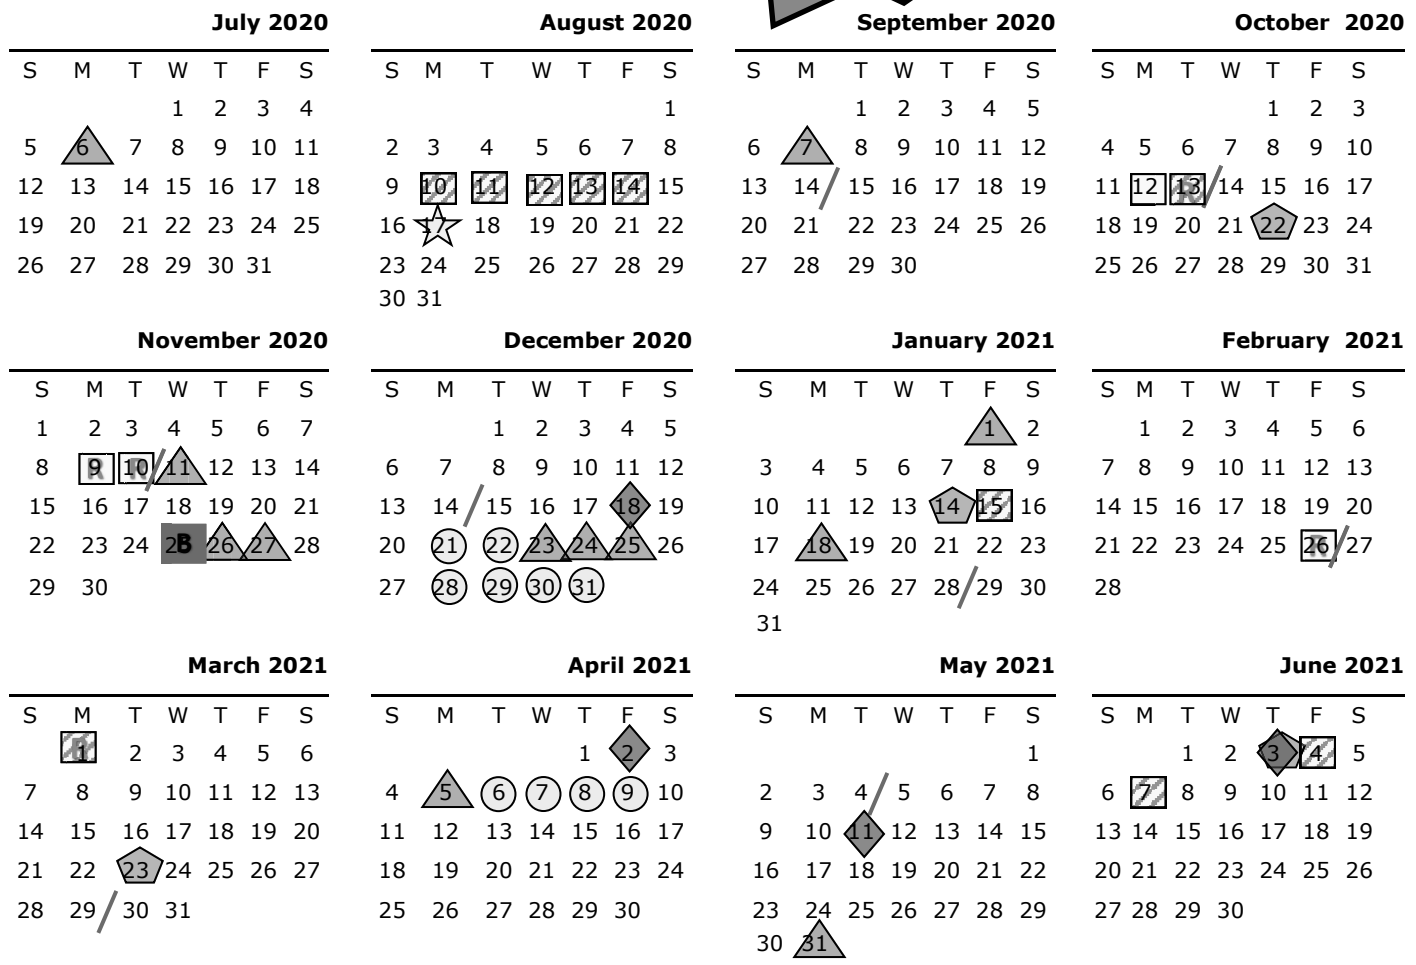 July 2020
S M T W T F S
1 2 3 4
5 6 7 8 9 10 11
12 13 14 15 16 17 18
19 20 21 22 23 24 25
26 27 28 29 30 31
August 2020
S M T W T F S
1
2 3 4 5 6 7 8
9 10 11 12 13 14 15
16 17 18 19 20 21 22
23 24 25 26 27 28 29
30 31
September 2020
S M T W T F S
1 2 3 4 5
6 7 8 9 10 11 12
13 14 / 15 16 17 18 19
20 21 22 23 24 25 26
27 28 29 30
October 2020
S M T W T F S
1 2 3
4 5 6 7 8 9 10
11 12 13 / 14 15 16 17
18 19 20 21 22 23 24
25 26 27 28 29 30 31
November 2020
S M T W T F S
1 2 3 4 5 6 7
8 9 10 / 11 12 13 14
15 16 17 18 19 20 21
22 23 24 B 26 27 28
29 30
December 2020
S M T W T F S
1 2 3 4 5
6 7 8 9 10 11 12
13 14 / 15 16 17 18 19
20 21 22 23 24 25 26
27 28 29 30 31
January 2021
S M T W T F S
1 2
3 4 5 6 7 8 9
10 11 12 13 14 15 16
17 18 19 20 21 22 23
24 25 26 27 28 / 29 30
31
February 2021
S M T W T F S
1 2 3 4 5 6
7 8 9 10 11 12 13
14 15 16 17 18 19 20
21 22 23 24 25 26 / 27
28
March 2021
S M T W T F S
1 2 3 4 5 6
7 8 9 10 11 12 13
14 15 16 17 18 19 20
21 22 23 24 25 26 27
28 29 / 30 31
April 2021
S M T W T F S
1 2 3
4 5 6 7 8 9 10
11 12 13 14 15 16 17
18 19 20 21 22 23 24
25 26 27 28 29 30
May 2021
S M T W T F S
1
2 3 4 / 5 6 7 8
9 10 11 12 13 14 15
16 17 18 19 20 21 22
23 24 25 26 27 28 29
30 31
June 2021
S M T W T F S
1 2 3 4 5
6 7 8 9 10 11 12
13 14 15 16 17 18 19
20 21 22 23 24 25 26
27 28 29 30